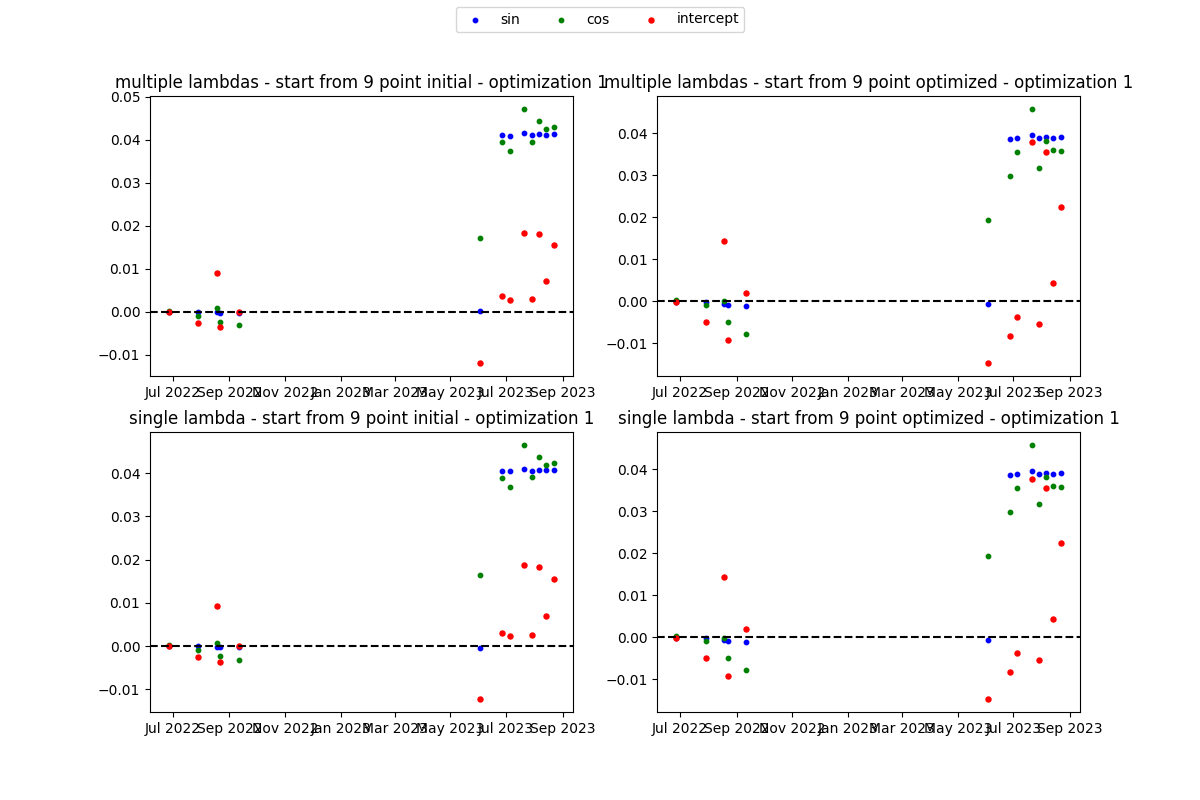 sin cos intercept
multiple lambdas - start from 9 point initial - optimization 1
multiple lambdas - start from 9 point optimized - optimization 1
0.05
0.04
0.03
0.02
0.01
0.00
−0.01
Jul 2022 Sep 2022 Nov 2022 Jan 2023 Mar 2023 May 2023 Jul 2023 Sep 2023
0.04
0.03
0.02
0.01
0.00
−0.01
Jul 2022 Sep 2022 Nov 2022 Jan 2023 Mar 2023 May 2023 Jul 2023 Sep 2023
single lambda - start from 9 point initial - optimization 1
single lambda - start from 9 point optimized - optimization 1
0.04
0.03
0.02
0.01
0.00
−0.01
Jul 2022 Sep 2022 Nov 2022 Jan 2023 Mar 2023 May 2023 Jul 2023 Sep 2023
0.04
0.03
0.02
0.01
0.00
−0.01
Jul 2022 Sep 2022 Nov 2022 Jan 2023 Mar 2023 May 2023 Jul 2023 Sep 2023